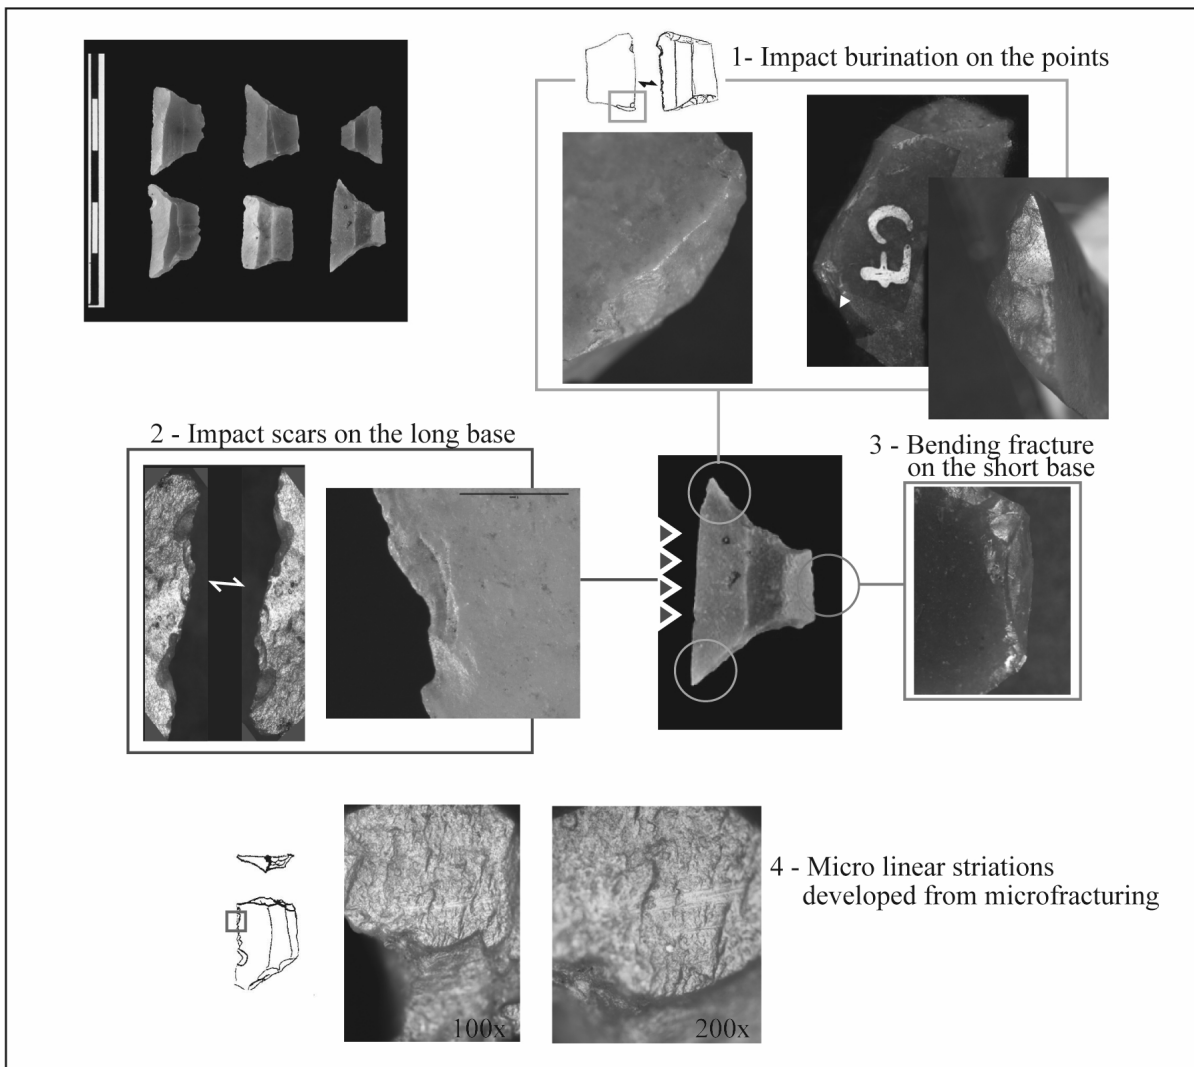 1- Impact burination on the points
2 - Impact scars on the long base
3 - Bending fracture
on the short base
4 - Micro linear striations
developed from microfracturing
100x
200x